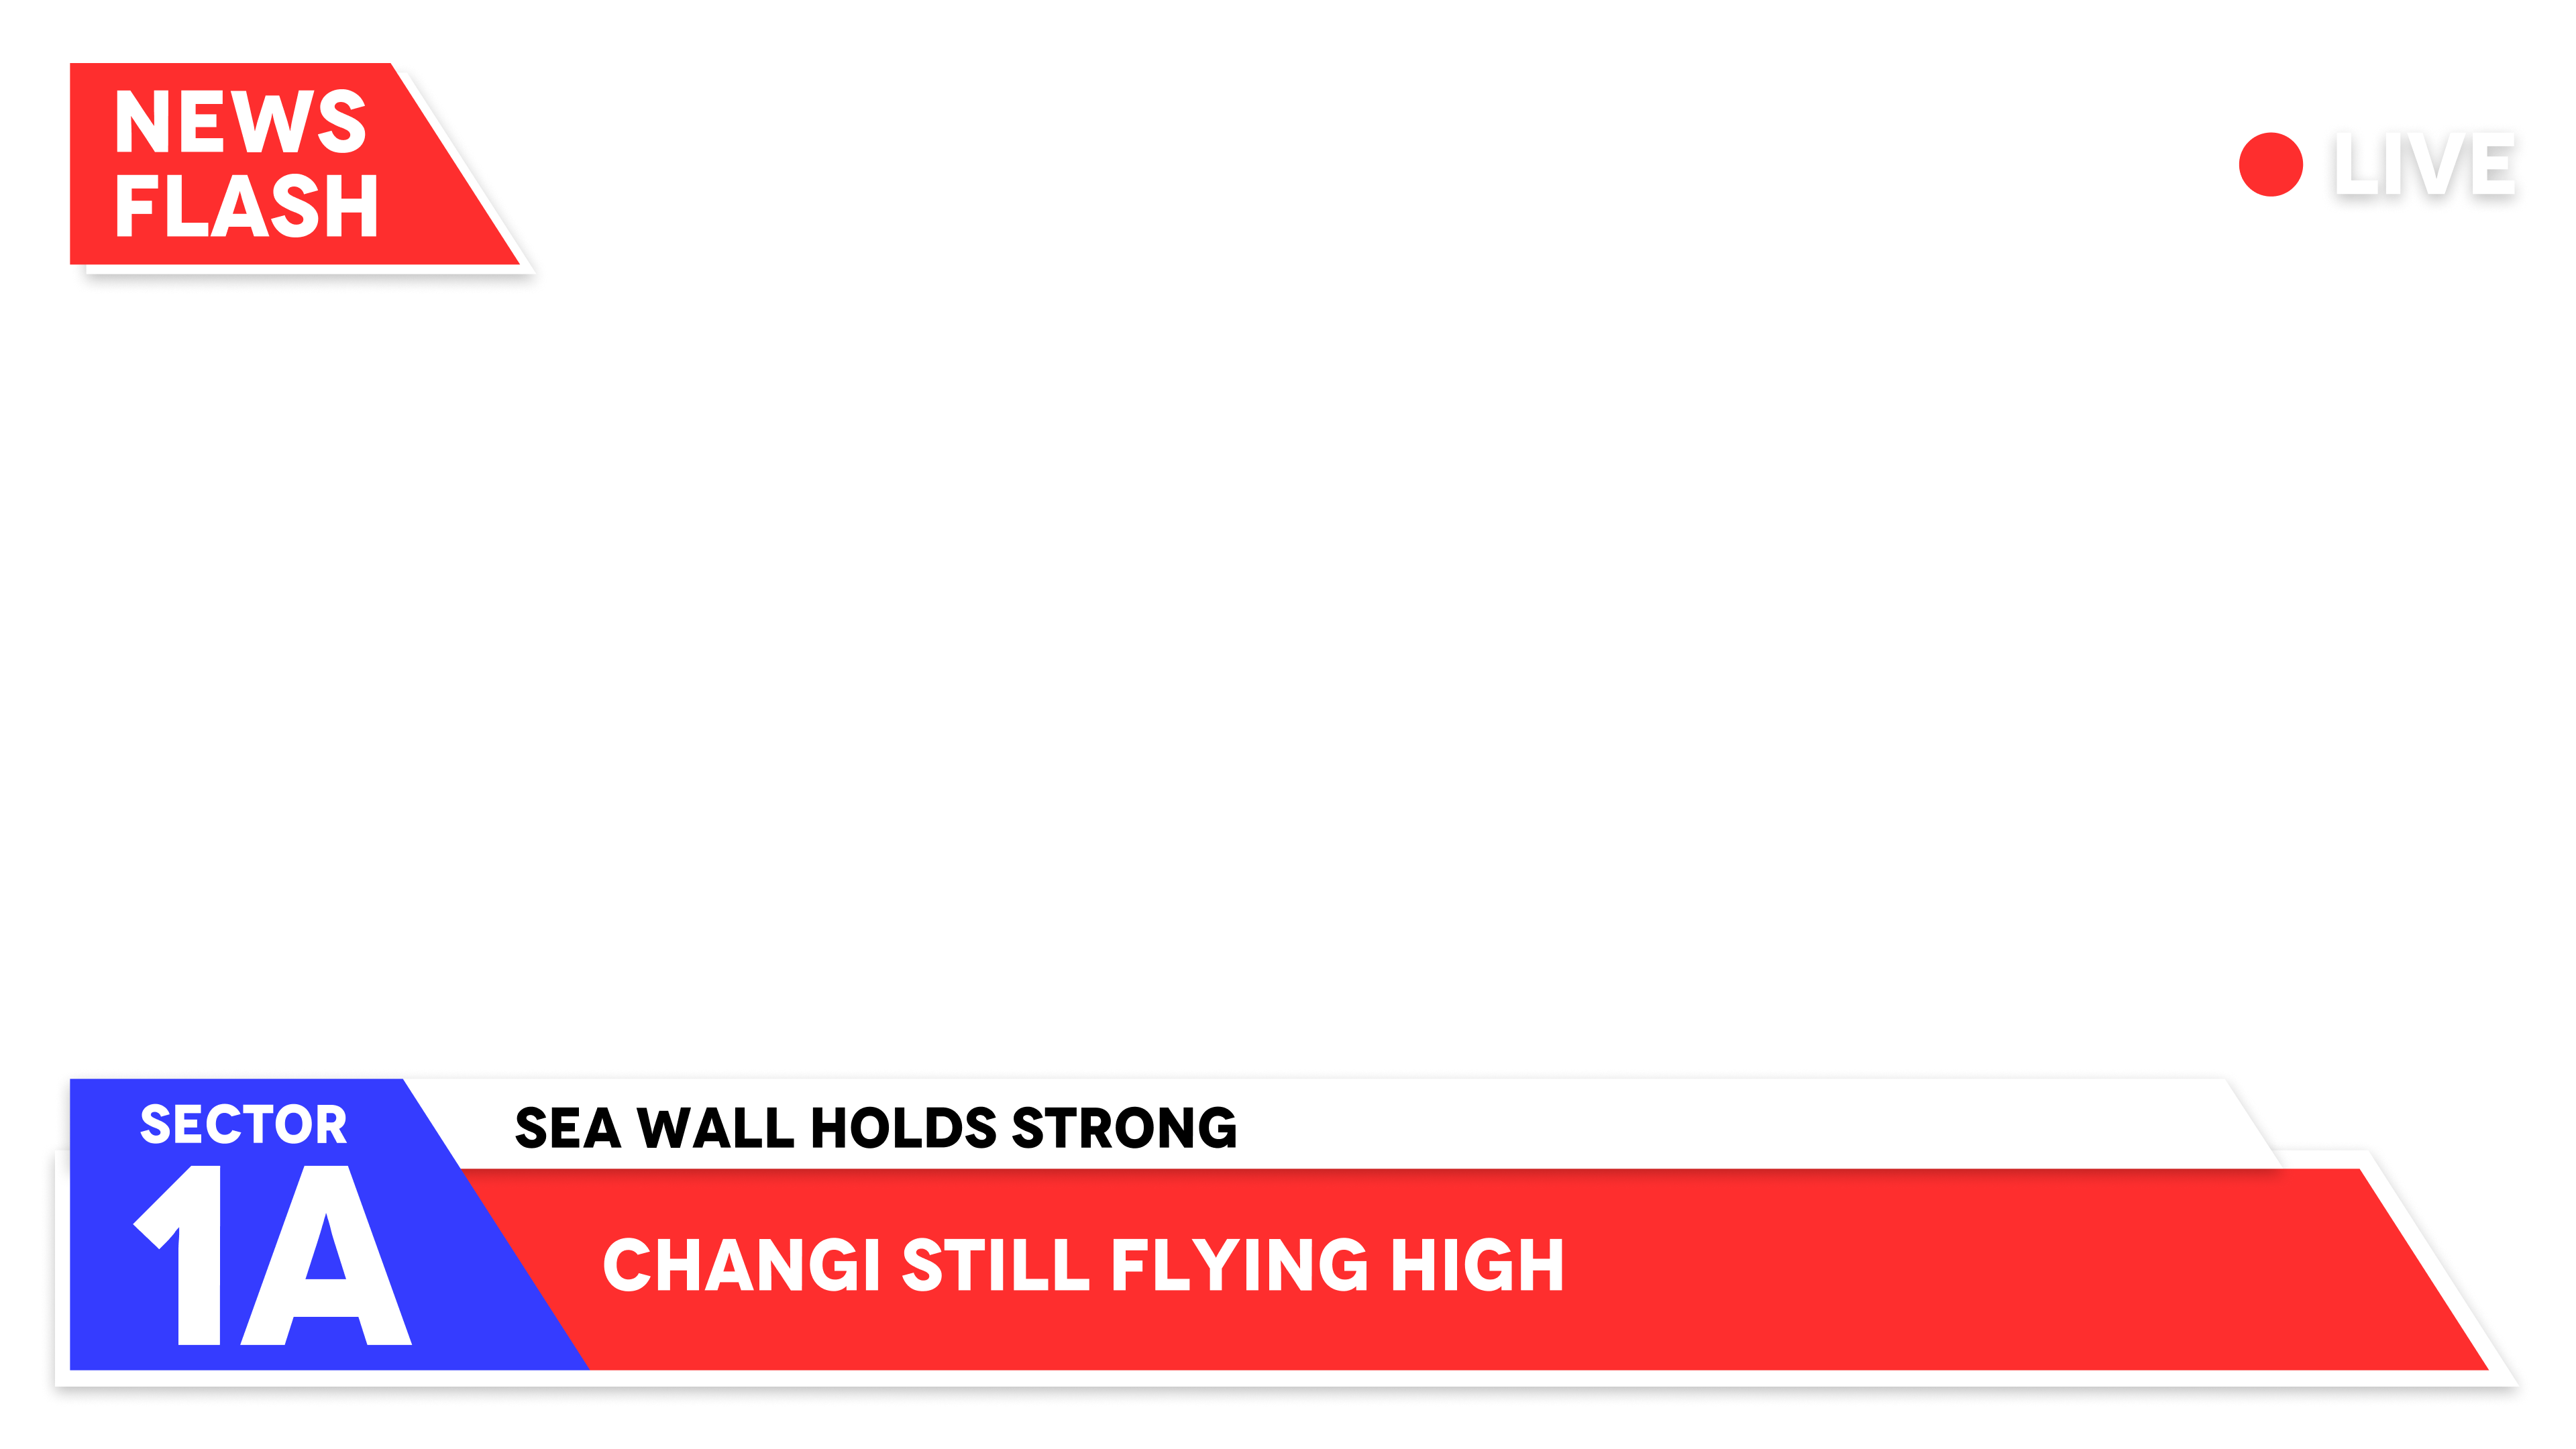 NEWS
FLASH
LIVE
SECTOR
1A
SEA WALL HOLDS STRONG
CHANGI STILL FLYING HIGH